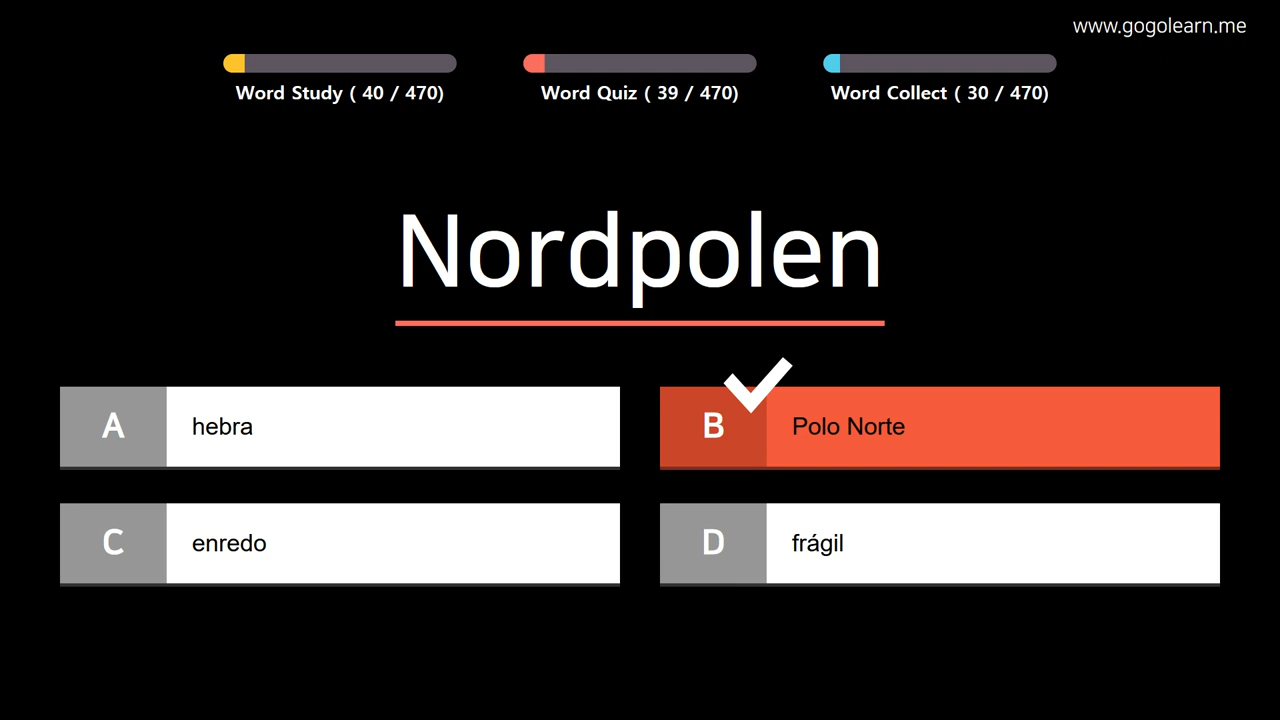 www.gogolearn.me
Word Study ( 40 / 470)
Word Quiz ( 39 / 470)
Word Collect ( 30 / 470)
Nordpolen
A hebra
B Polo Norte
C enredo
D frágil